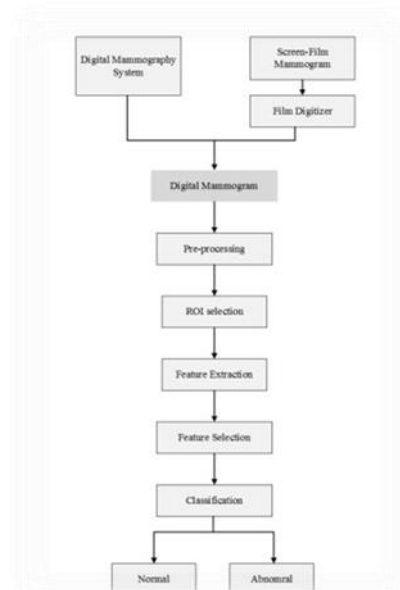 Digital Mammography
System
Screen-Film
Mammogram
Film Digitizer
Digital Mammogram
Pre-processing
ROI selection
Feature Extraction
Feature Selection
Classification
Normal
Abnomral